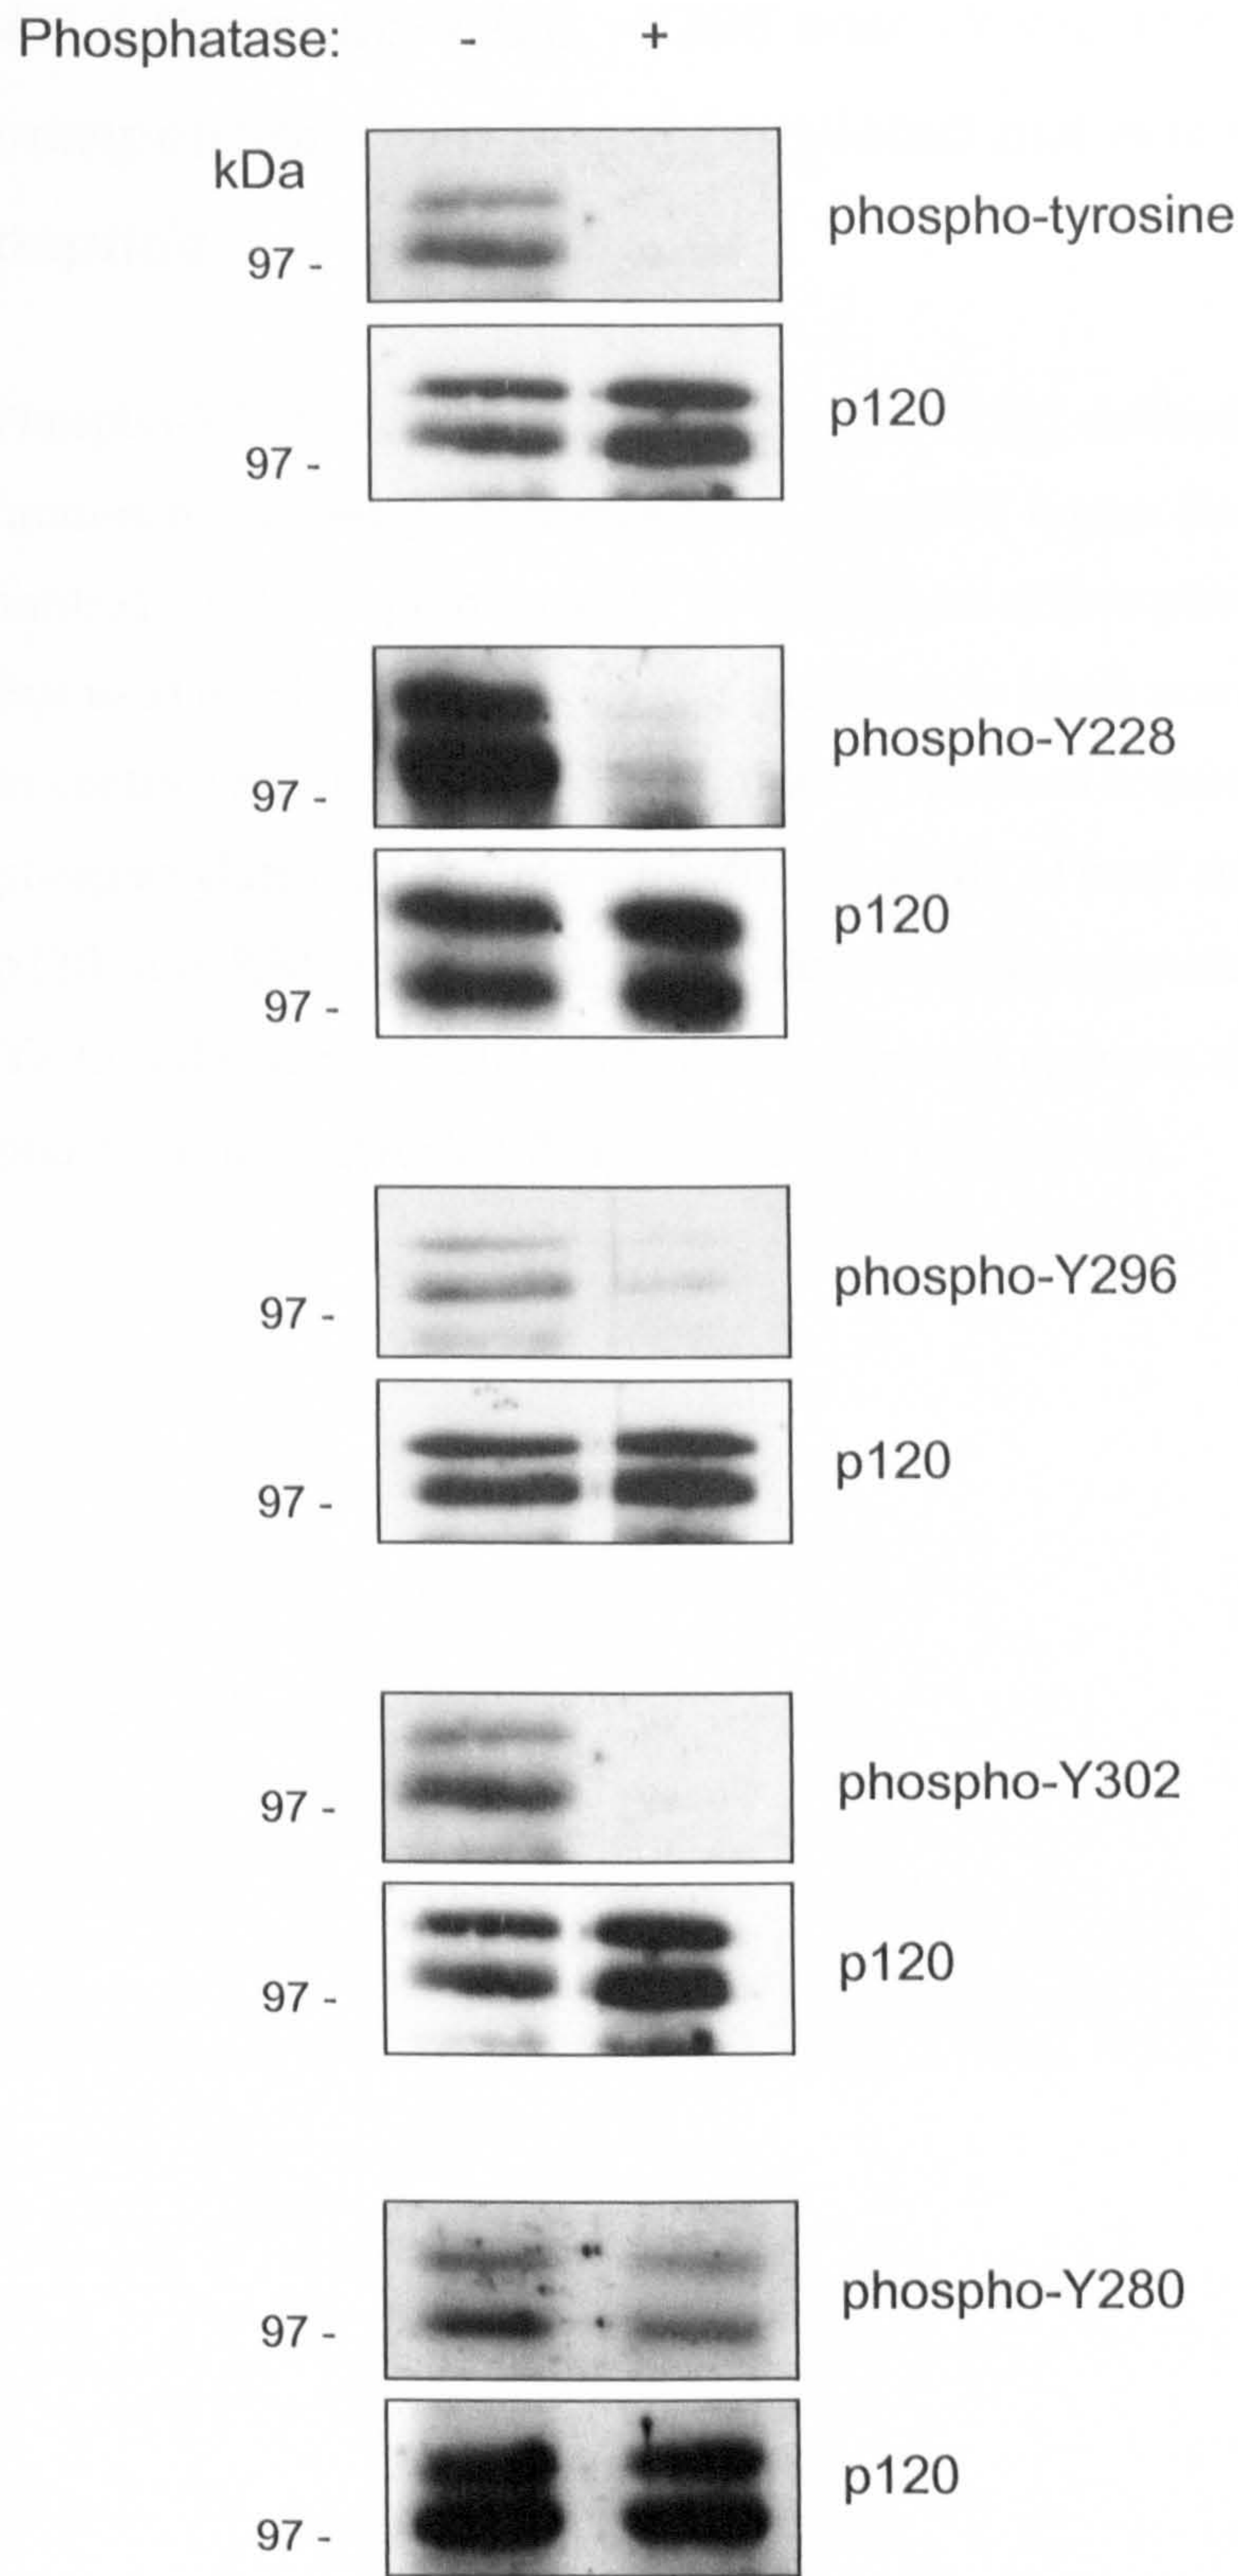 Phosphatase: - +
kDa
phospho-tyrosine
97 -
p120
97 -
phospho-Y228
97 -
p120
97 -
phospho-Y296
97 -
p120
97 -
phospho-Y302
97 -
p120
97 -
phospho-Y280
97 -
p120
97 -